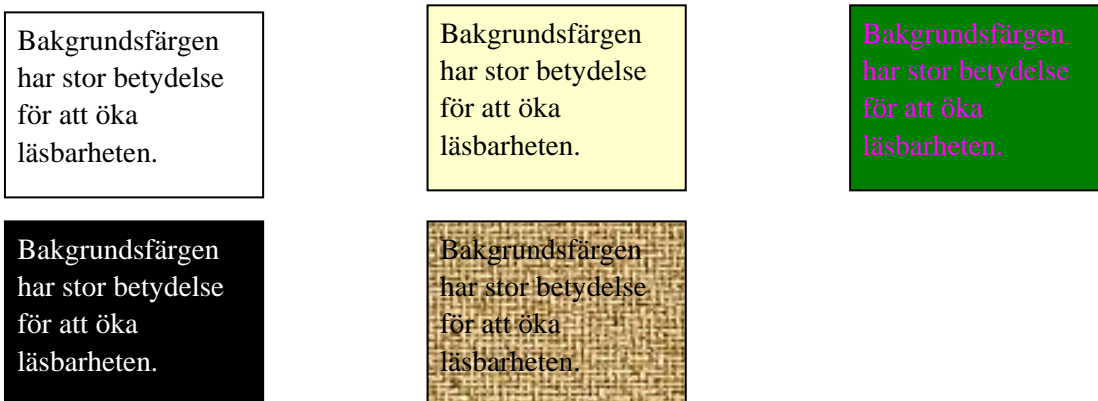 Bakgrundsfärgen
har stor betydelse
för att öka
läsbarheten.
Bakgrundsfärgen
har stor betydelse
för att öka
läsbarheten.
Bakgrundsfärgen
har stor betydelse
för att öka
läsbarheten.
Bakgrundsfärgen
har stor betydelse
för att öka
läsbarheten.
Bakgrundsfärgen
har stor betydelse
för att öka
läsbarheten.